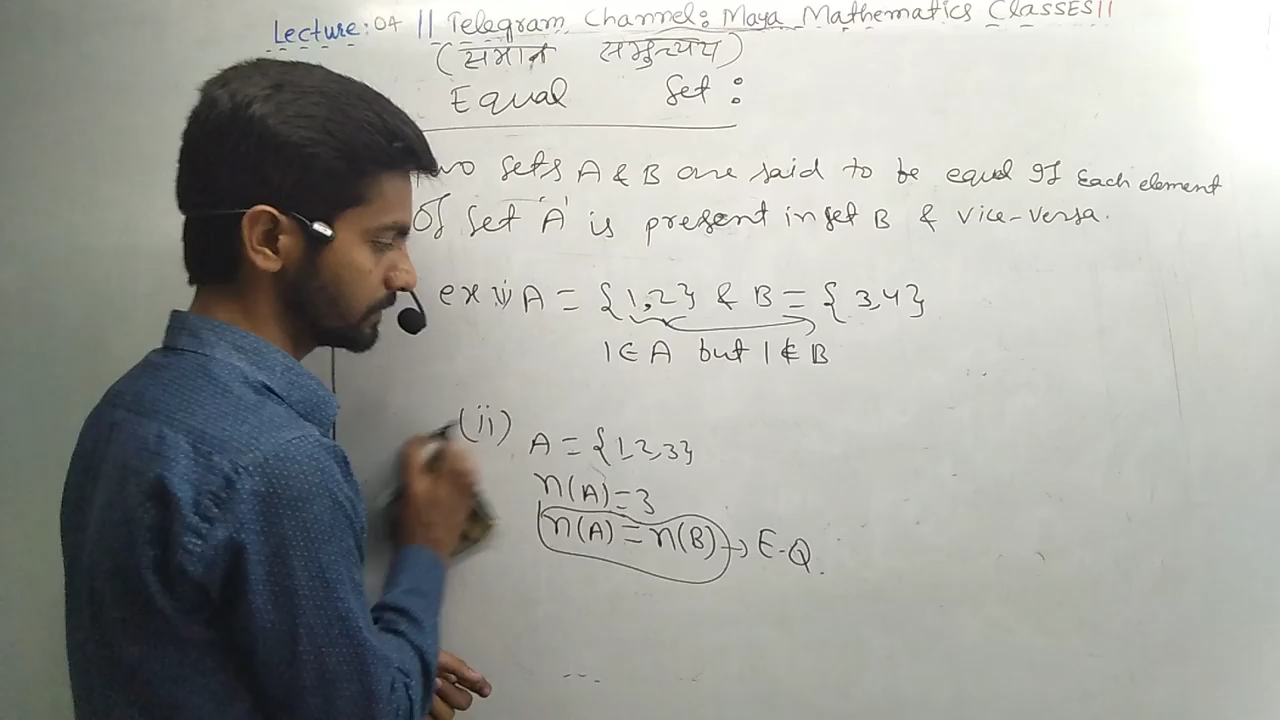 Lecture: 04 || Telegram Channel: Maya Mathematics Classes ||
(समान समुच्चय)
Equal Set :
wo sets A & B are said to be equal If Each element
Of set 'A' is present in set B & Vice-Versa.
ex (i) A = {1,2} & B = {3,4}
1 ∈ A but 1 ∉ B
(ii) A = {1,2,3}
n(A) = 3
n(A) = n(B) → E-Q.